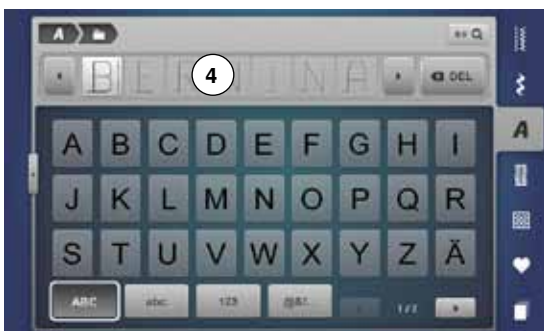 A
B E R 4 N I N A DEL
A B C D E F G H I
A
J K L M N O P Q R
S T U V W X Y Z Ä
ABC abc 123 @&!.. 1/2